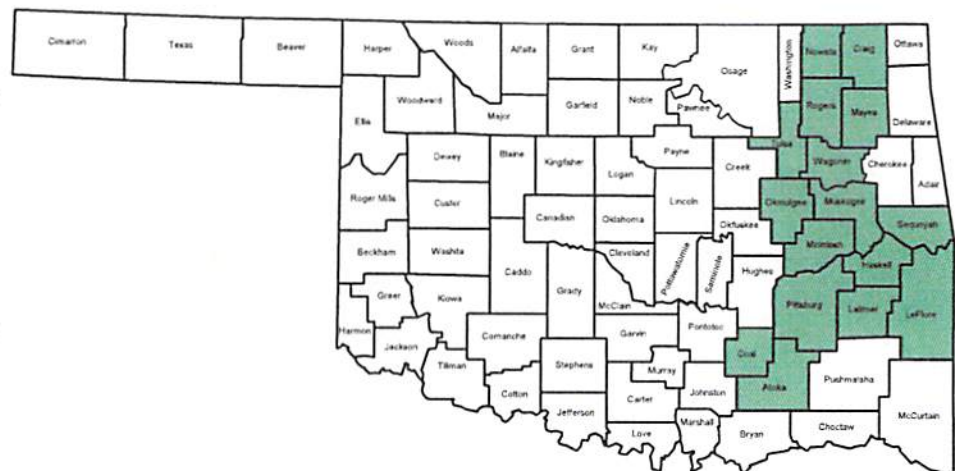 Cimarron
Texas
Beaver
Harper
Woods
Alfalfa
Grant
Kay
Osage
Washington
Nowata
Craig
Ottawa
Ellis
Woodward
Major
Garfield
Noble
Pawnee
Rogers
Mayes
Delaware
Dewey
Blaine
Kingfisher
Logan
Payne
Creek
Tulsa
Wagoner
Cherokee
Adair
Roger Mills
Custer
Canadian
Oklahoma
Lincoln
Okfuskee
Okmulgee
Muskogee
Sequoyah
Beckham
Washita
Caddo
Grady
Cleveland
McClain
Pottawatomie
Seminole
Hughes
McIntosh
Haskell
Pittsburg
Latimer
LeFlore
Greer
Kiowa
Harmon
Jackson
Tillman
Comanche
Cotton
Stephens
Jefferson
Garvin
Murray
Carter
Love
Pontotoc
Johnston
Marshall
Coal
Atoka
Bryan
Pushmataha
Choctaw
McCurtain